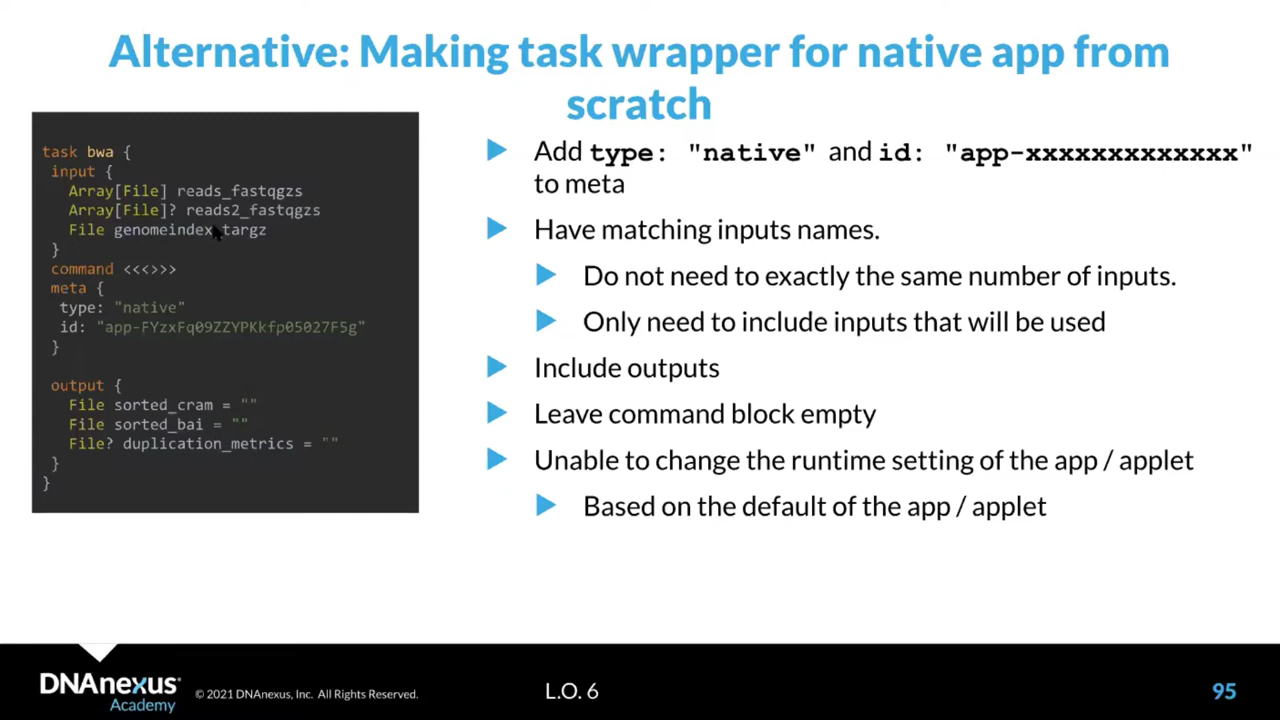 Alternative: Making task wrapper for native app from
scratch
task bwa {
input {
Array[File] reads_fastqgzs
Array[File]? reads2_fastqgzs
File genomeindex_targz
}
command <<<>>>
meta {
type: "native"
id: "app-FYzxFq09ZZYPKkfp05027F5g"
}
output {
File sorted_cram = ""
File sorted_bai = ""
File? duplication_metrics = ""
}
}
Add type: "native" and id: "app-xxxxxxxxxxxxx"
to meta
Have matching inputs names.
Do not need to exactly the same number of inputs.
Only need to include inputs that will be used
Include outputs
Leave command block empty
Unable to change the runtime setting of the app / applet
Based on the default of the app / applet
DNAnexus
Academy
© 2021 DNAnexus, Inc. All Rights Reserved.
L.O. 6
95